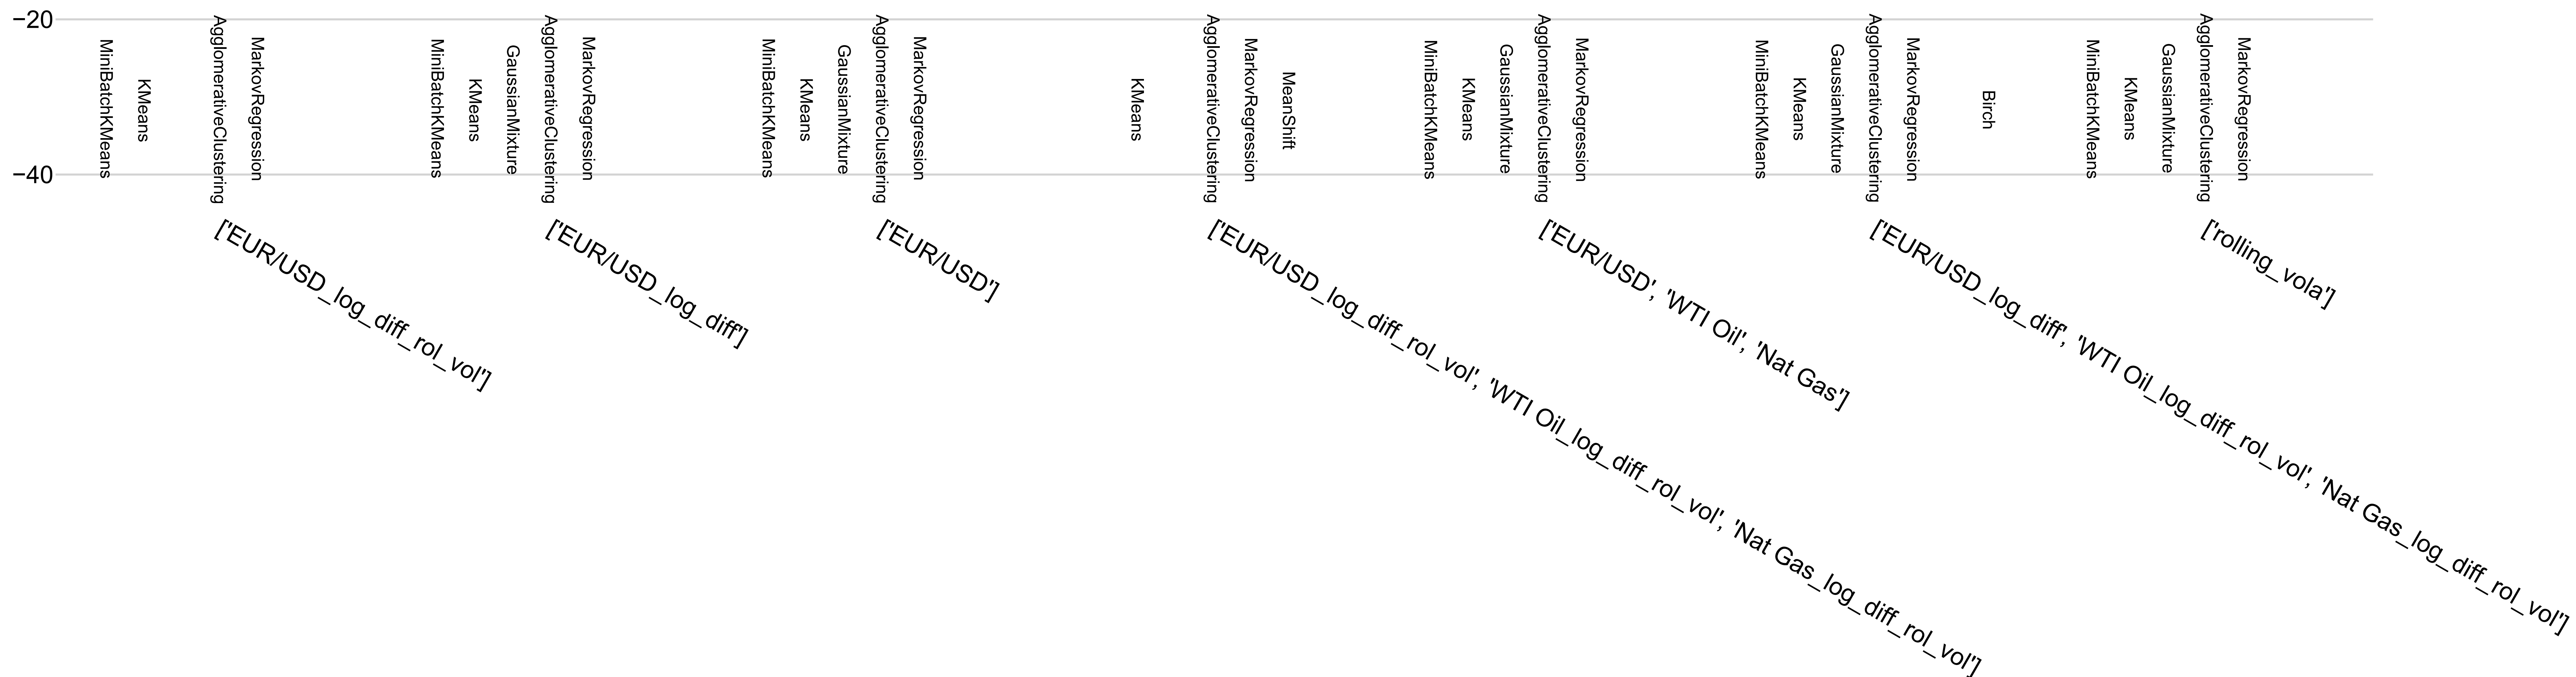 −20
MiniBatchKMeans
KMeans
AgglomerativeClustering
MarkovRegression
MiniBatchKMeans
KMeans
GaussianMixture
AgglomerativeClustering
MarkovRegression
MiniBatchKMeans
KMeans
GaussianMixture
AgglomerativeClustering
MarkovRegression
KMeans
AgglomerativeClustering
MarkovRegression
MeanShift
MiniBatchKMeans
KMeans
GaussianMixture
AgglomerativeClustering
MarkovRegression
MiniBatchKMeans
KMeans
GaussianMixture
AgglomerativeClustering
MarkovRegression
Birch
MiniBatchKMeans
KMeans
GaussianMixture
AgglomerativeClustering
MarkovRegression
−40
['EUR/USD_log_diff_rol_vol']
['EUR/USD_log_diff']
['EUR/USD']
['EUR/USD_log_diff_rol_vol', 'WTI Oil_log_diff_rol_vol', 'Nat Gas_log_diff_rol_vol']
['EUR/USD', 'WTI Oil', 'Nat Gas']
['EUR/USD_log_diff', 'WTI Oil_log_diff_rol_vol', 'Nat Gas_log_diff_rol_vol']
['rolling_vola']